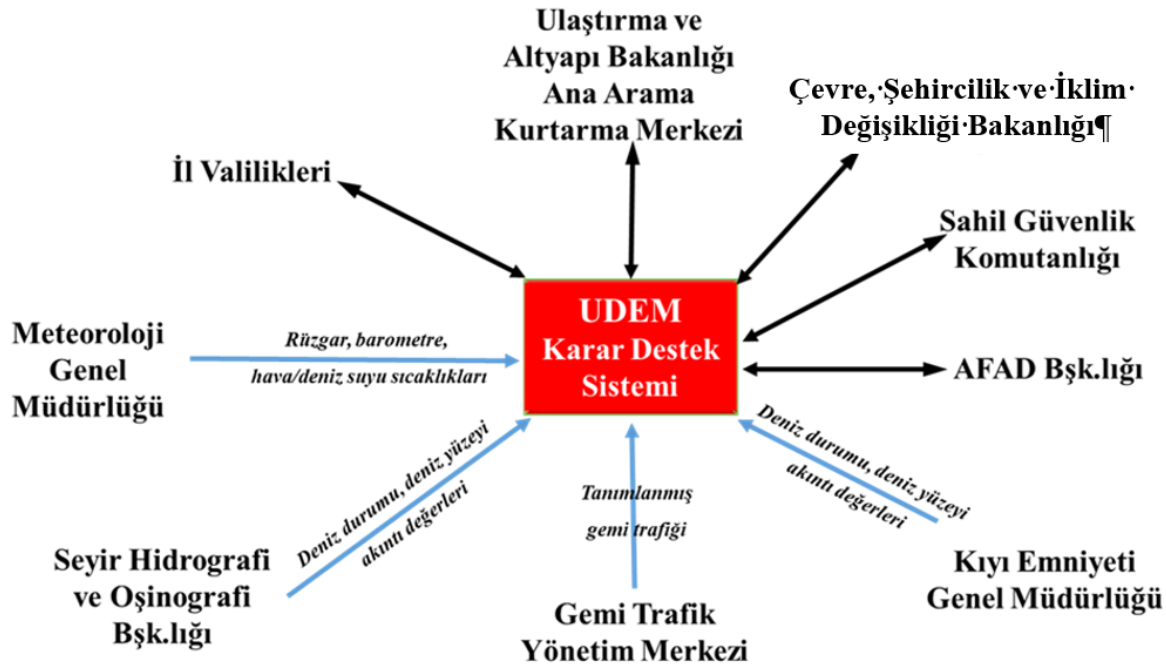 Ulaştırma ve
Altyapı Bakanlığı
Ana Arama
Kurtarma Merkezi
Çevre,·Şehircilik·ve·İklim·
Değişikliği·Bakanlığı¶
İl Valilikleri
Sahil Güvenlik
Komutanlığı
UDEM
Karar Destek
Sistemi
Meteoroloji
Genel
Müdürlüğü
Rüzgar, barometre,
hava/deniz suyu sıcaklıkları
AFAD Bşk.lığı
Deniz durumu, deniz yüzeyi
akıntı değerleri
Tanımlanmış
gemi trafiği
Deniz durumu, deniz yüzeyi
akıntı değerleri
Seyir Hidrografi
ve Oşinografi
Bşk.lığı
Gemi Trafik
Yönetim Merkezi
Kıyı Emniyeti
Genel Müdürlüğü